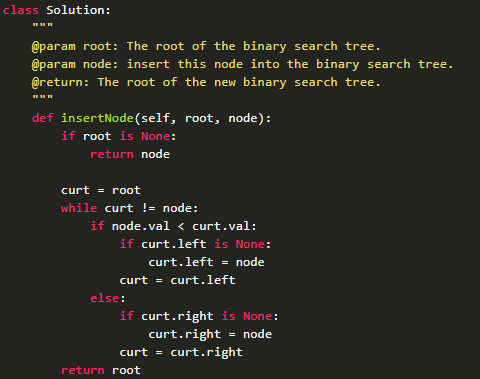 class Solution:
    """
    @param root: The root of the binary search tree.
    @param node: insert this node into the binary search tree.
    @return: The root of the new binary search tree.
    """
    def insertNode(self, root, node):
        if root is None:
            return node

        curt = root
        while curt != node:
            if node.val < curt.val:
                if curt.left is None:
                    curt.left = node
                curt = curt.left
            else:
                if curt.right is None:
                    curt.right = node
                curt = curt.right
        return root